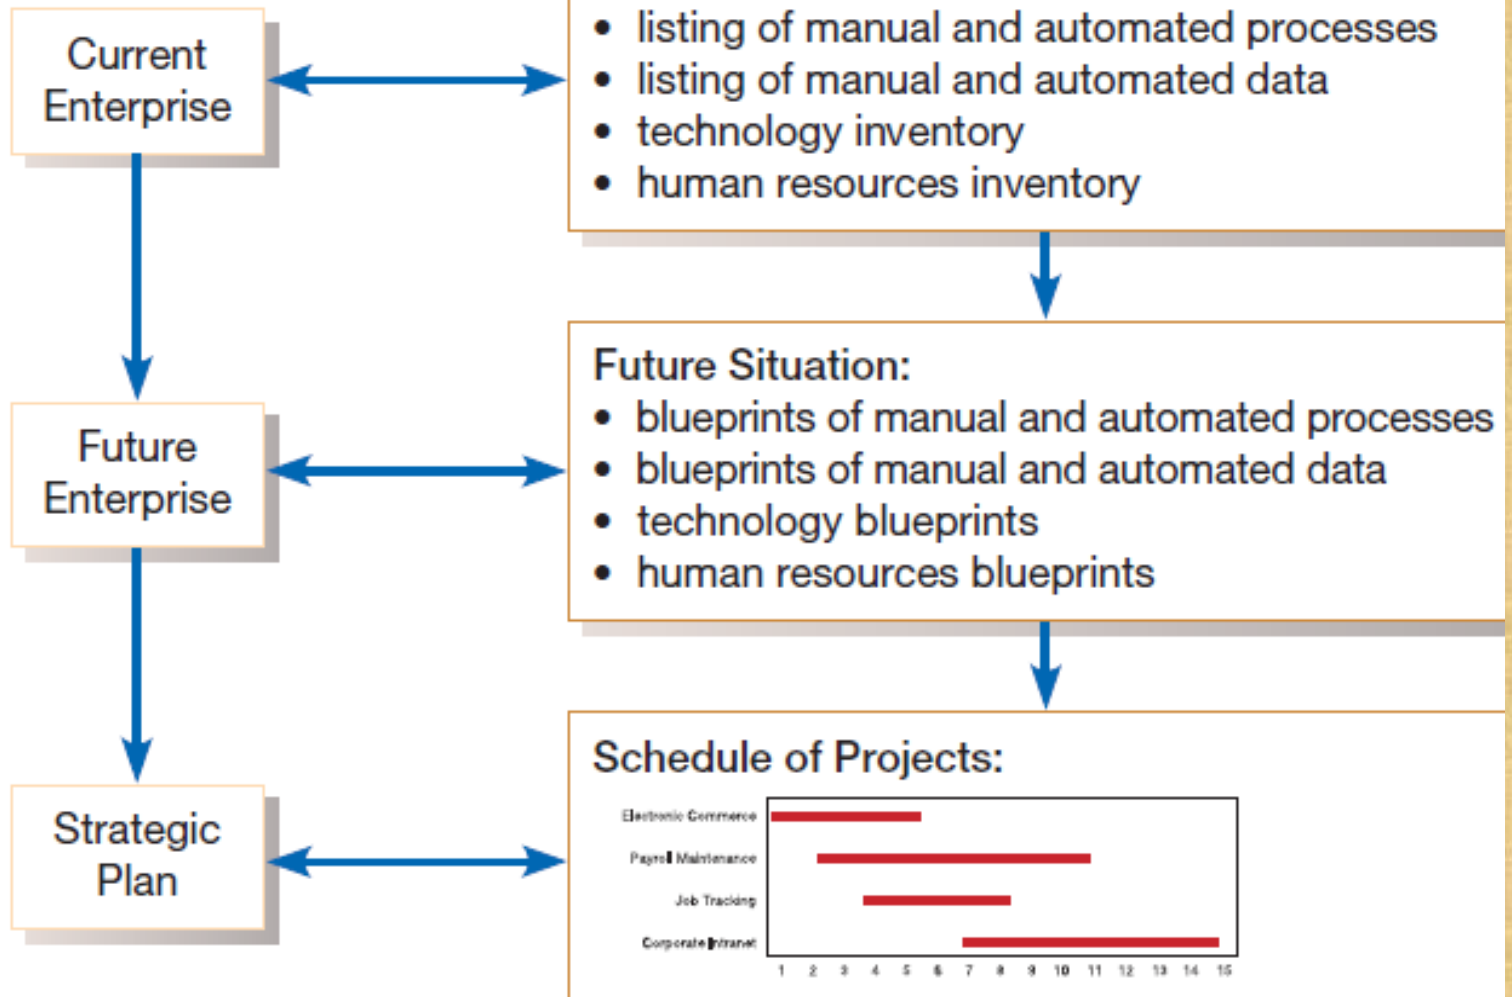 Current
Enterprise
• listing of manual and automated processes
• listing of manual and automated data
• technology inventory
• human resources inventory
Future
Enterprise
Future Situation:
• blueprints of manual and automated processes
• blueprints of manual and automated data
• technology blueprints
• human resources blueprints
Strategic
Plan
Schedule of Projects:
Electronic Commerce
Payroll Maintenance
Job Tracking
Corporate Intranet
1 2 3 4 5 6 7 8 9 10 11 12 13 14 15